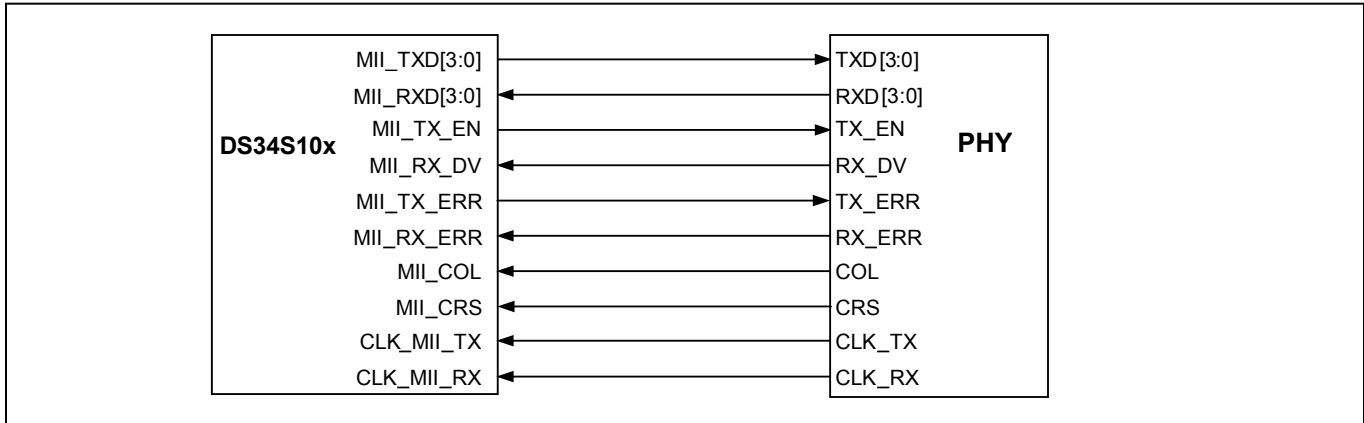 MII_TXD[3:0] TXD[3:0]
MII_RXD[3:0] RXD[3:0]
MII_TX_EN TX_EN
DS34S10x PHY
MII_RX_DV RX_DV
MII_TX_ERR TX_ERR
MII_RX_ERR RX_ERR
MII_COL COL
MII_CRS CRS
CLK_MII_TX CLK_TX
CLK_MII_RX CLK_RX